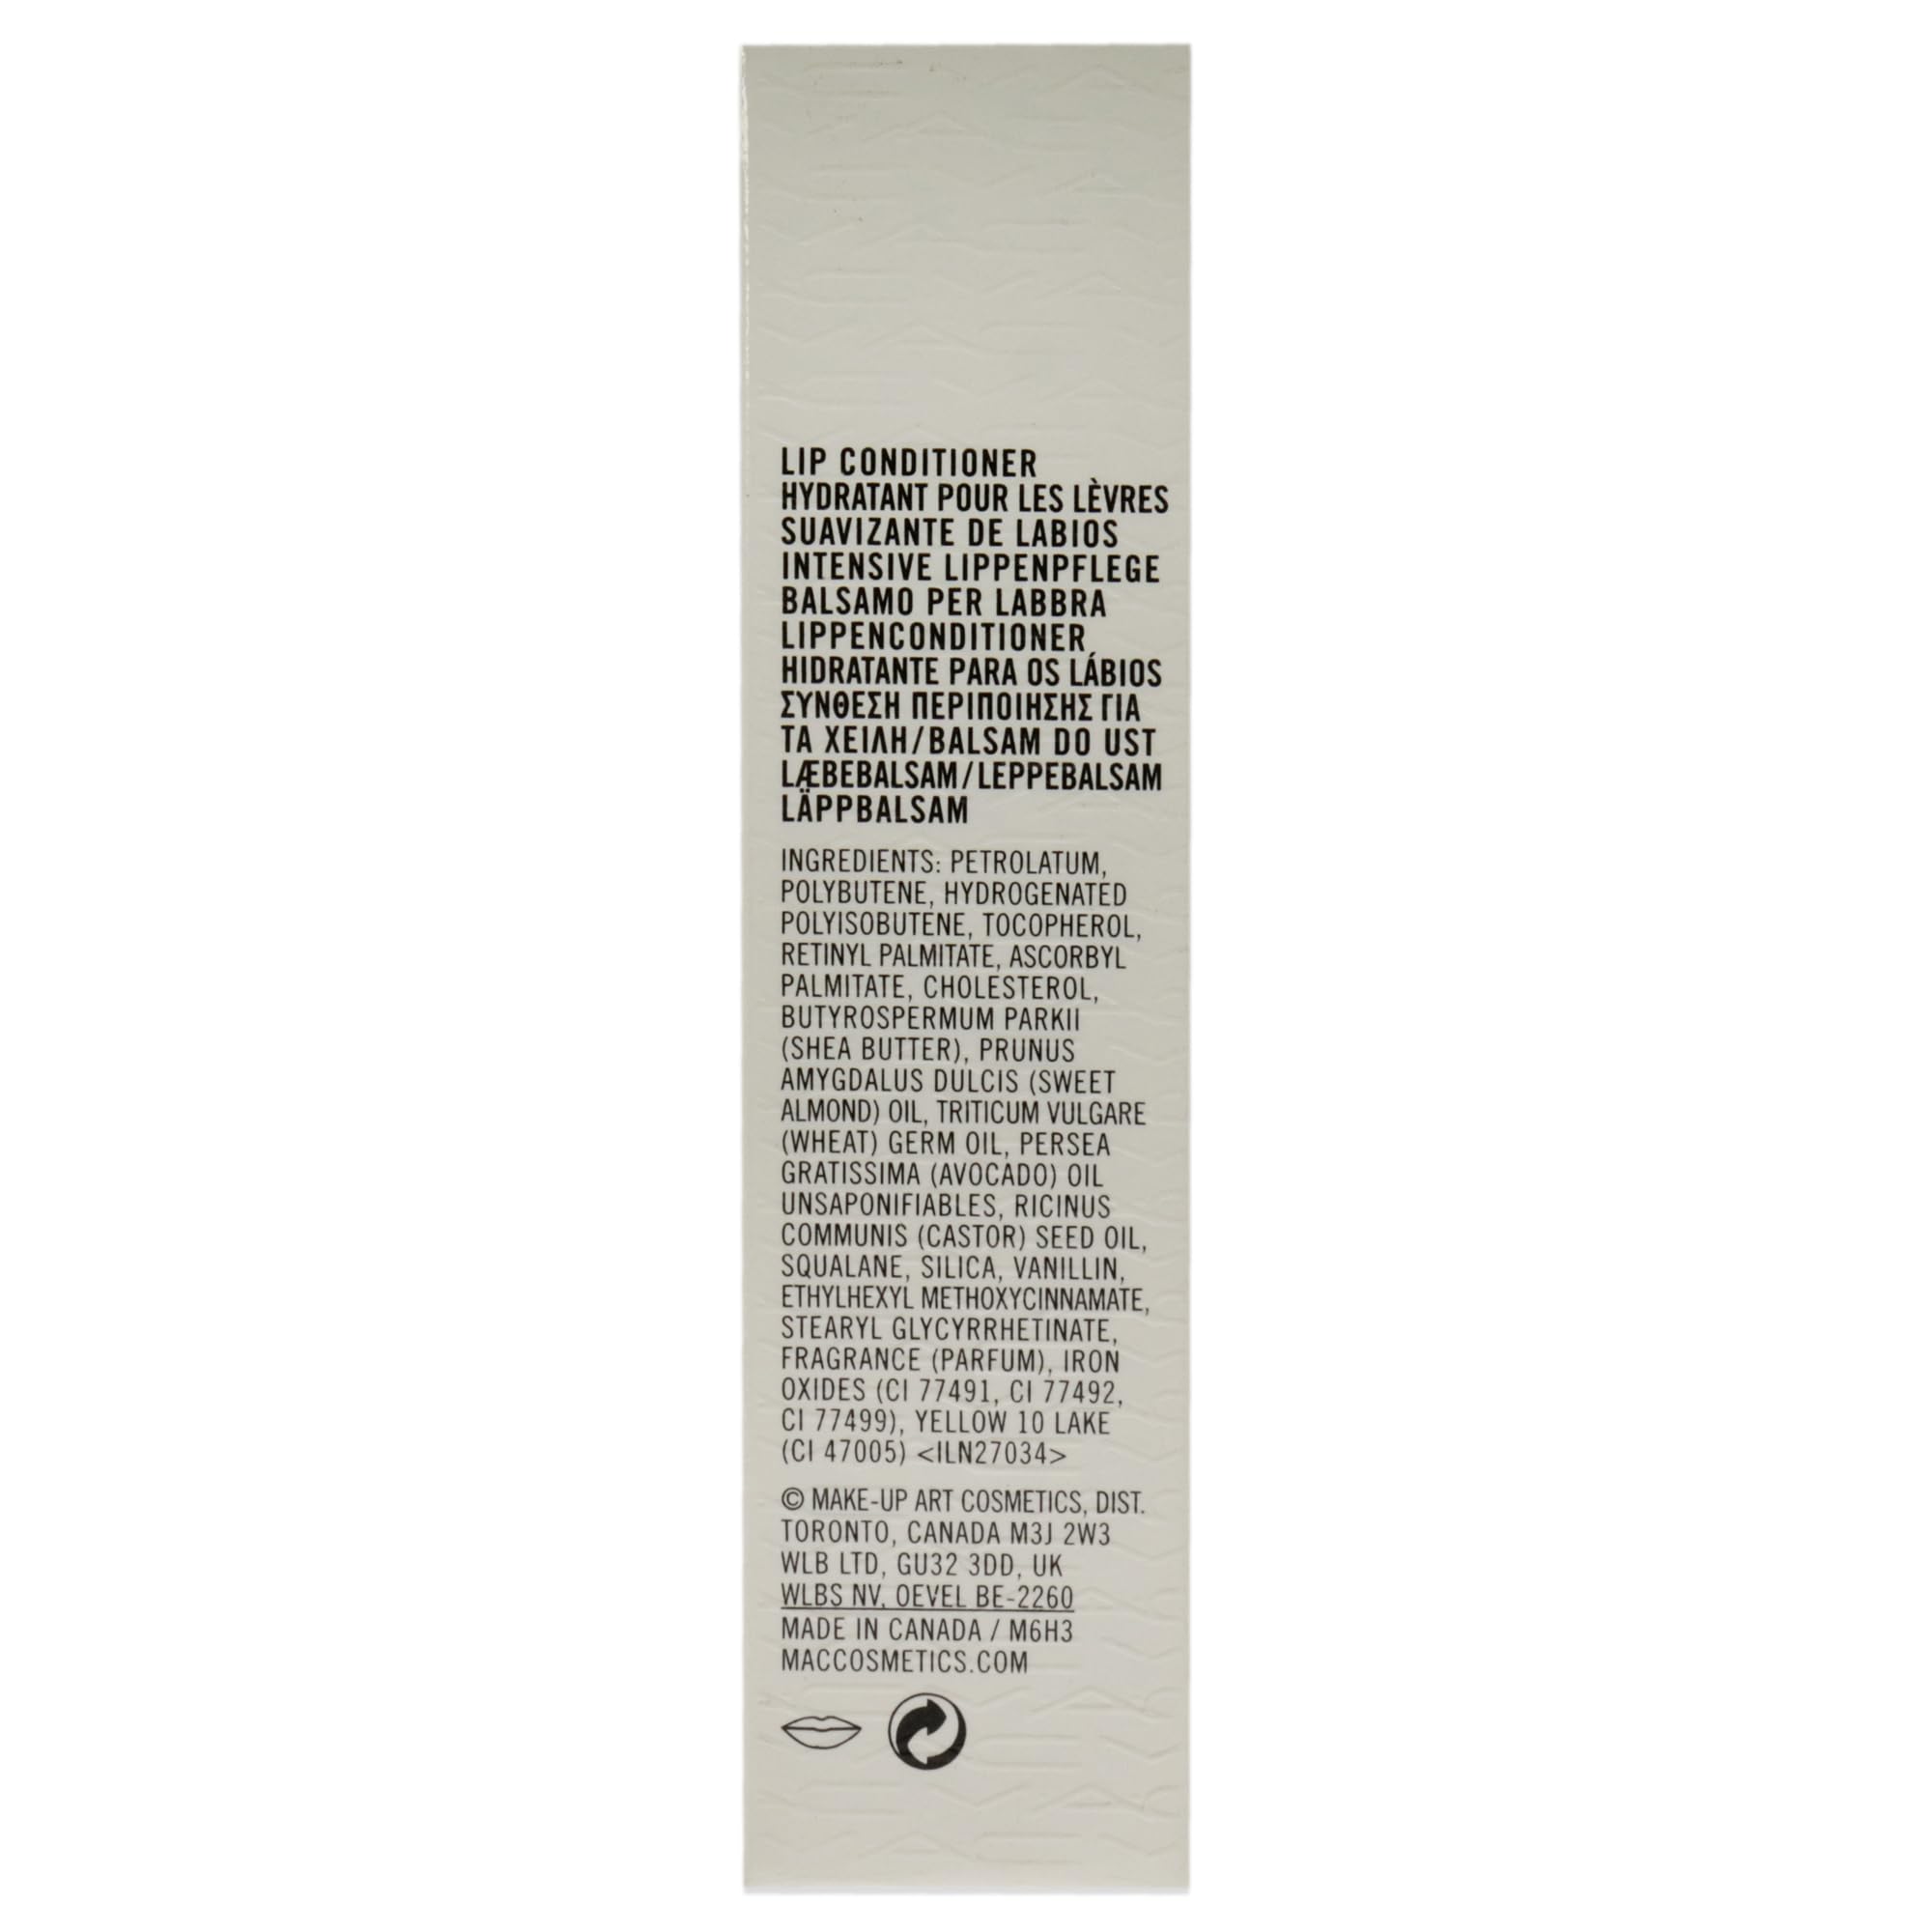 LIP CONDITIONER
HYDRATANT POUR LES LÈVRES
SUAVIZANTE DE LABIOS
INTENSIVE LIPPENPFLEGE
BALSAMO PER LABBRA
LIPPENCONDITIONER
HIDRATANTE PARA OS LÁBIOS
ΣΥΝΘΕΣΗ ΠΕΡΙΠΟΙΗΣΗΣ ΓΙΑ
ΤΑ ΧΕΙΛΗ/BALSAM DO UST
LÆBEBALSAM/LEPPEBALSAM
LÄPPBALSAM
INGREDIENTS: PETROLATUM,
POLYBUTENE, HYDROGENATED
POLYISOBUTENE, TOCOPHEROL,
RETINYL PALMITATE, ASCORBYL
PALMITATE, CHOLESTEROL,
BUTYROSPERMUM PARKII
(SHEA BUTTER), PRUNUS
AMYGDALUS DULCIS (SWEET
ALMOND) OIL, TRITICUM VULGARE
(WHEAT) GERM OIL, PERSEA
GRATISSIMA (AVOCADO) OIL
UNSAPONIFIABLES, RICINUS
COMMUNIS (CASTOR) SEED OIL,
SQUALANE, SILICA, VANILLIN,
ETHYLHEXYL METHOXYCINNAMATE,
STEARYL GLYCYRRHETINATE,
FRAGRANCE (PARFUM), IRON
OXIDES (CI 77491, CI 77492,
CI 77499), YELLOW 10 LAKE
(CI 47005) <ILN27034>
© MAKE-UP ART COSMETICS, DIST.
TORONTO, CANADA M3J 2W3
WLB LTD, GU32 3DD, UK
WLBS NV, OEVEL BE-2260
MADE IN CANADA / M6H3
MACCOSMETICS.COM